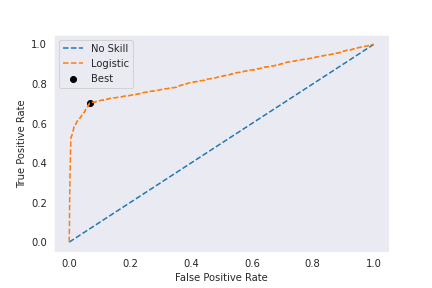 No Skill
Logistic
Best
True Positive Rate
1.0
0.8
0.6
0.4
0.2
0.0
0.0 0.2 0.4 0.6 0.8 1.0
False Positive Rate